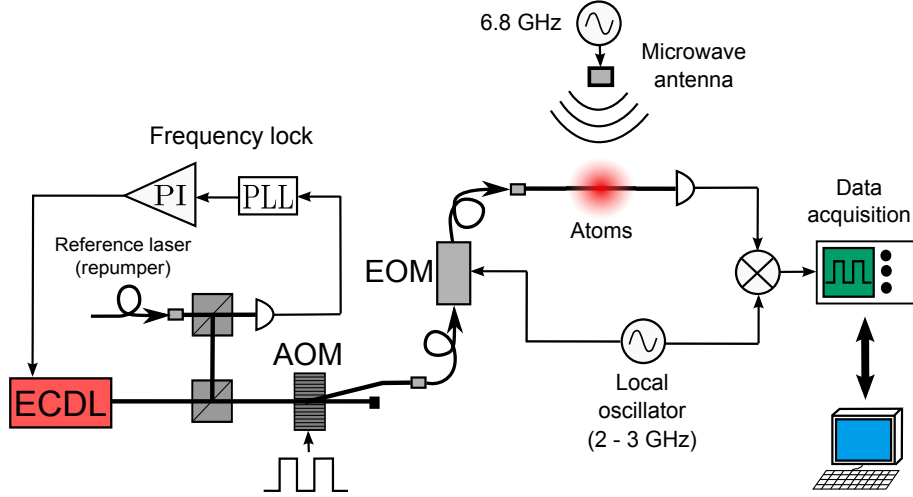 6.8 GHz
Microwave
antenna
Frequency lock
PI
PLL
Reference laser
(repumper)
EOM
Atoms
Data
acquisition
AOM
ECDL
Local
oscillator
(2 - 3 GHz)